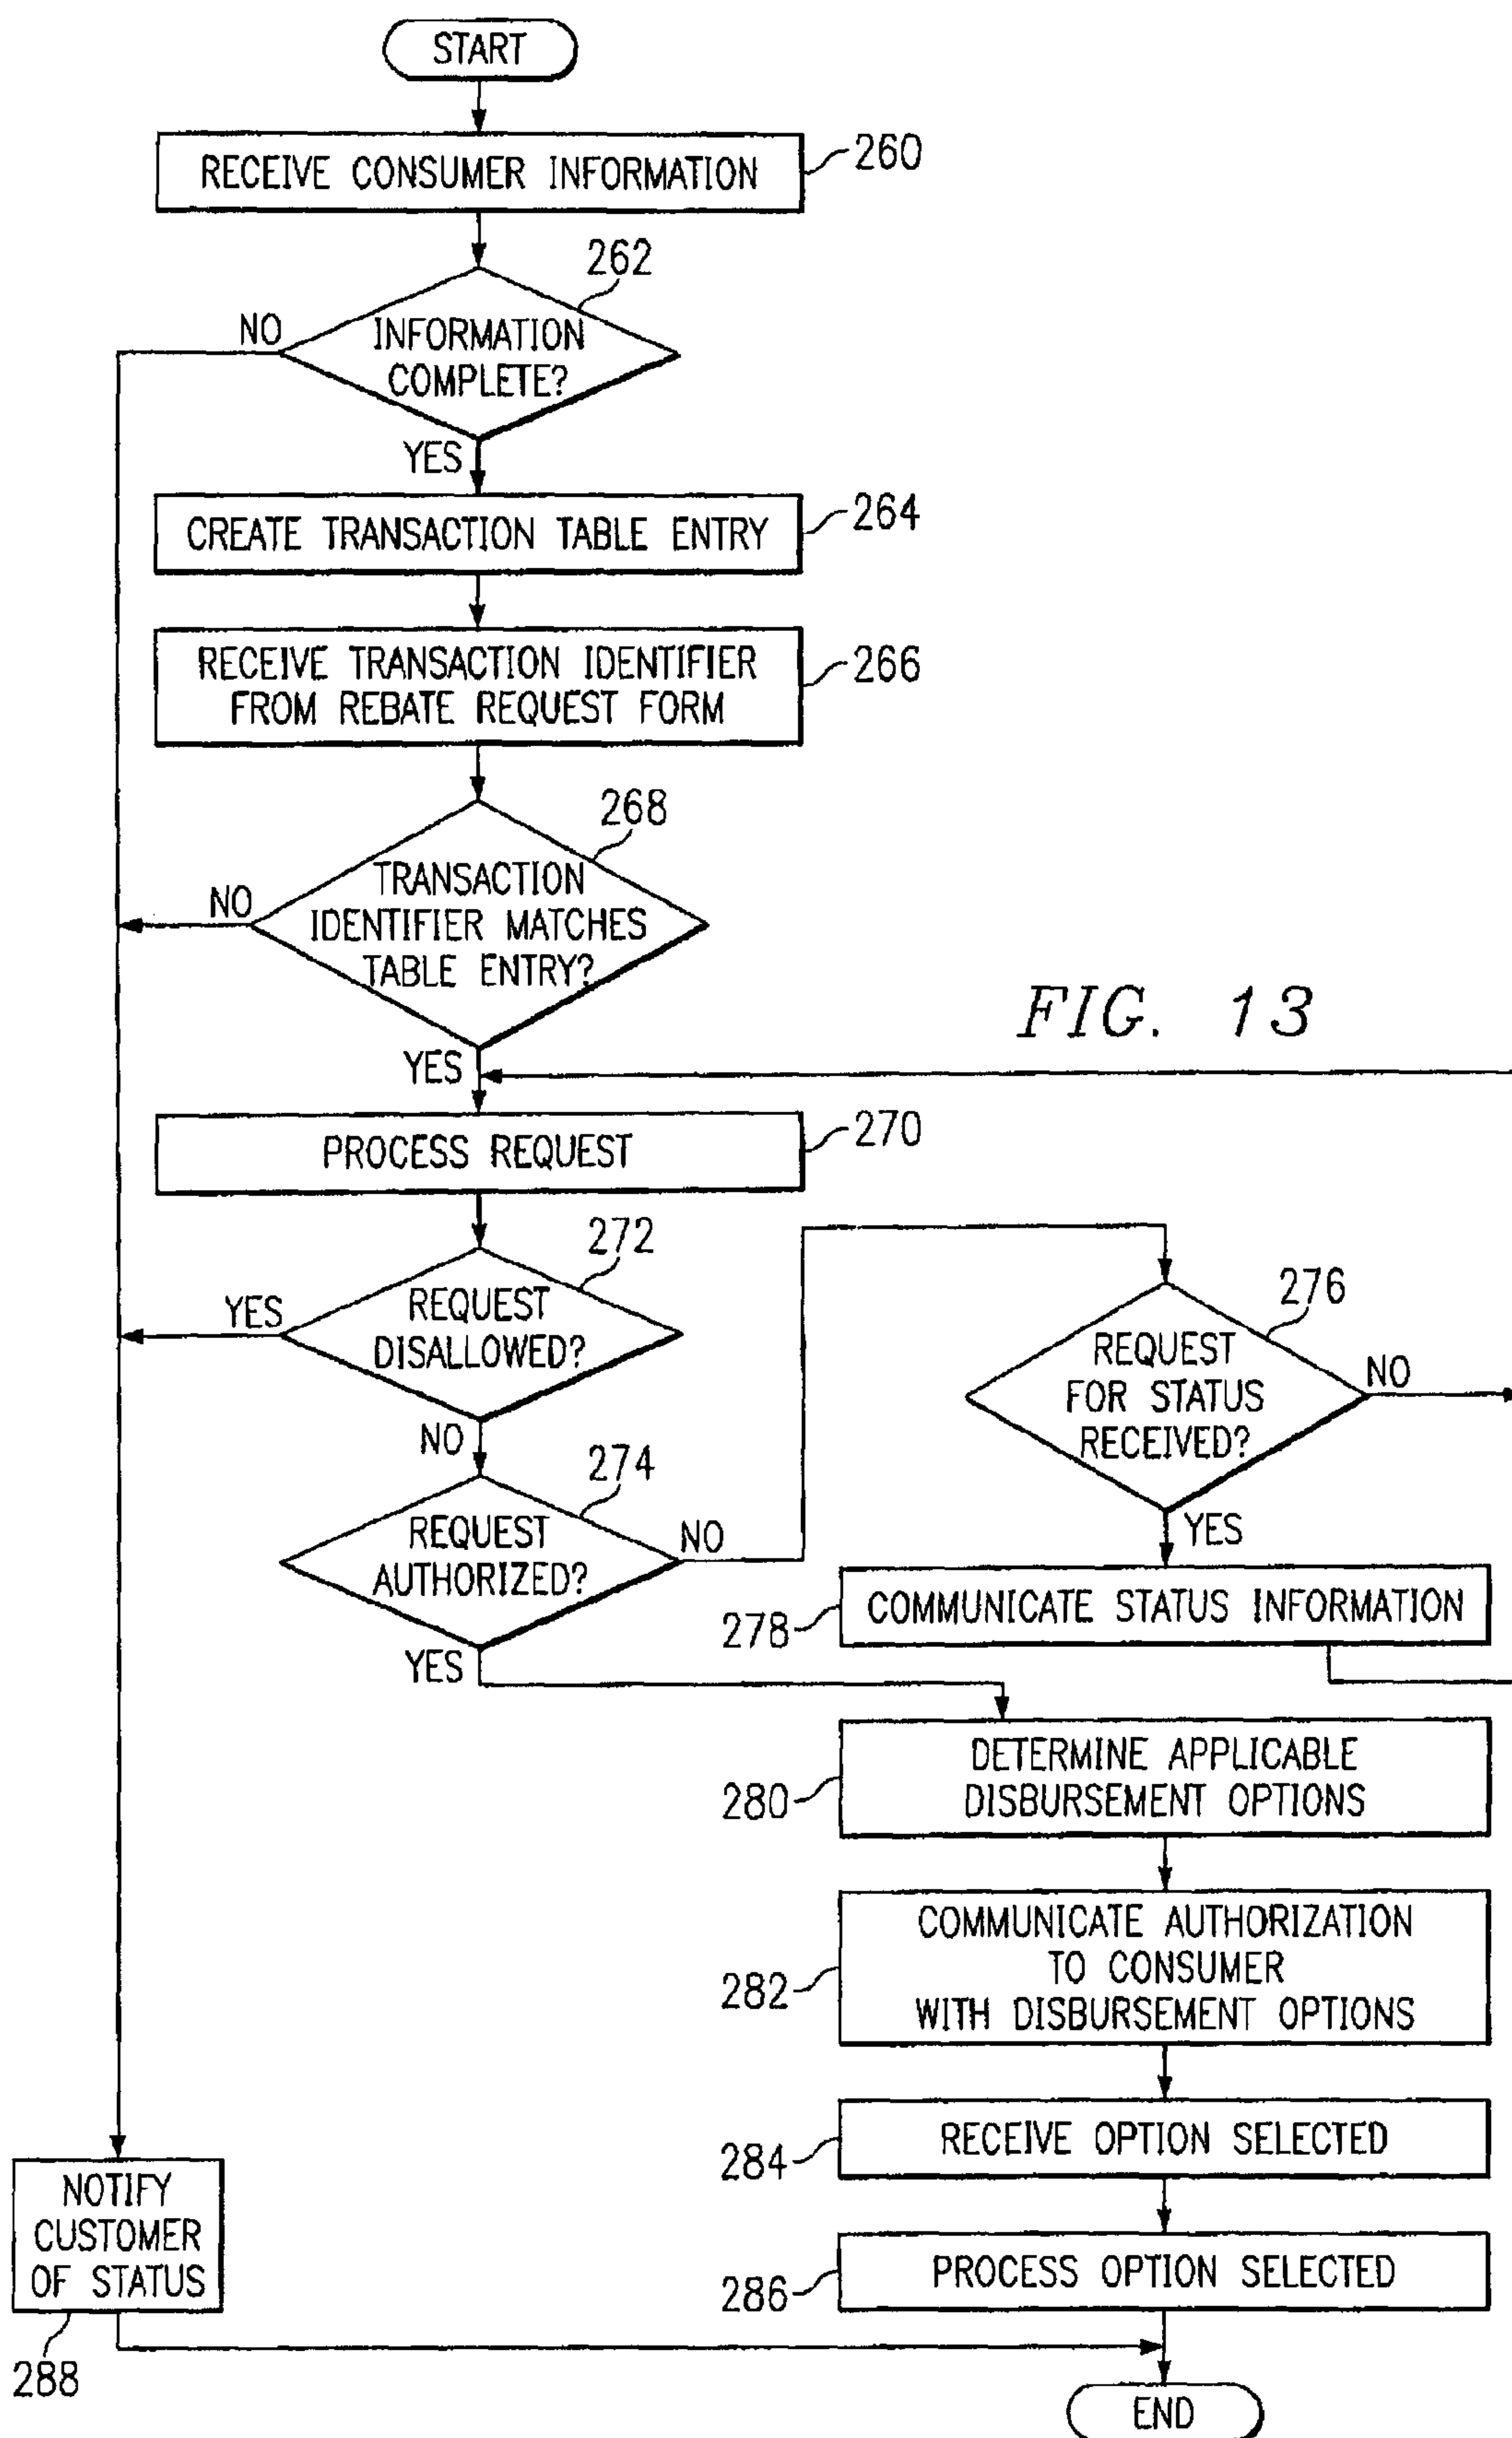 START
RECEIVE CONSUMER INFORMATION
260
262
NO
INFORMATION
COMPLETE?
YES
CREATE TRANSACTION TABLE ENTRY
264
RECEIVE TRANSACTION IDENTIFIER
FROM REBATE REQUEST FORM
266
268
NO
TRANSACTION
IDENTIFIER MATCHES
TABLE ENTRY?
FIG. 13
YES
PROCESS REQUEST
270
272
YES
REQUEST
DISALLOWED?
NO
274
REQUEST
AUTHORIZED?
NO
YES
276
REQUEST
FOR STATUS
RECEIVED?
NO
YES
COMMUNICATE STATUS INFORMATION
278
DETERMINE APPLICABLE
DISBURSEMENT OPTIONS
280
COMMUNICATE AUTHORIZATION
TO CONSUMER
WITH DISBURSEMENT OPTIONS
282
RECEIVE OPTION SELECTED
284
PROCESS OPTION SELECTED
286
NOTIFY
CUSTOMER
OF STATUS
288
END